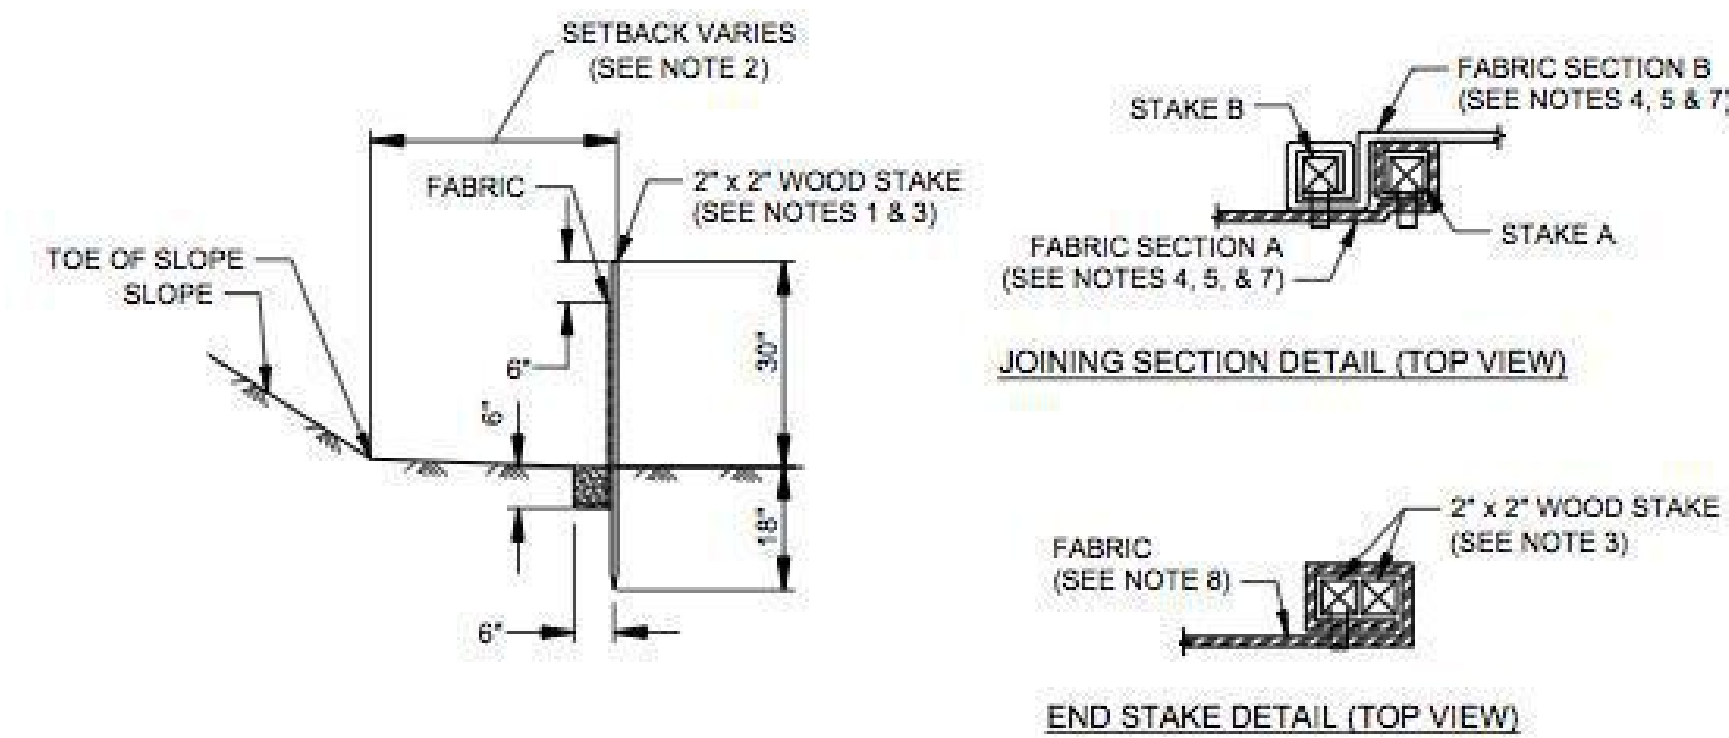 SETBACK VARIES
(SEE NOTE 2)
FABRIC
2" x 2" WOOD STAKE
(SEE NOTES 1 & 3)
TOE OF SLOPE
SLOPE
6"
30"
6"
18"
6"
STAKE B
FABRIC SECTION B
(SEE NOTES 4, 5 & 7)
FABRIC SECTION A
(SEE NOTES 4, 5, & 7)
STAKE A
JOINING SECTION DETAIL (TOP VIEW)
2" x 2" WOOD STAKE
(SEE NOTE 3)
FABRIC
(SEE NOTE 8)
END STAKE DETAIL (TOP VIEW)